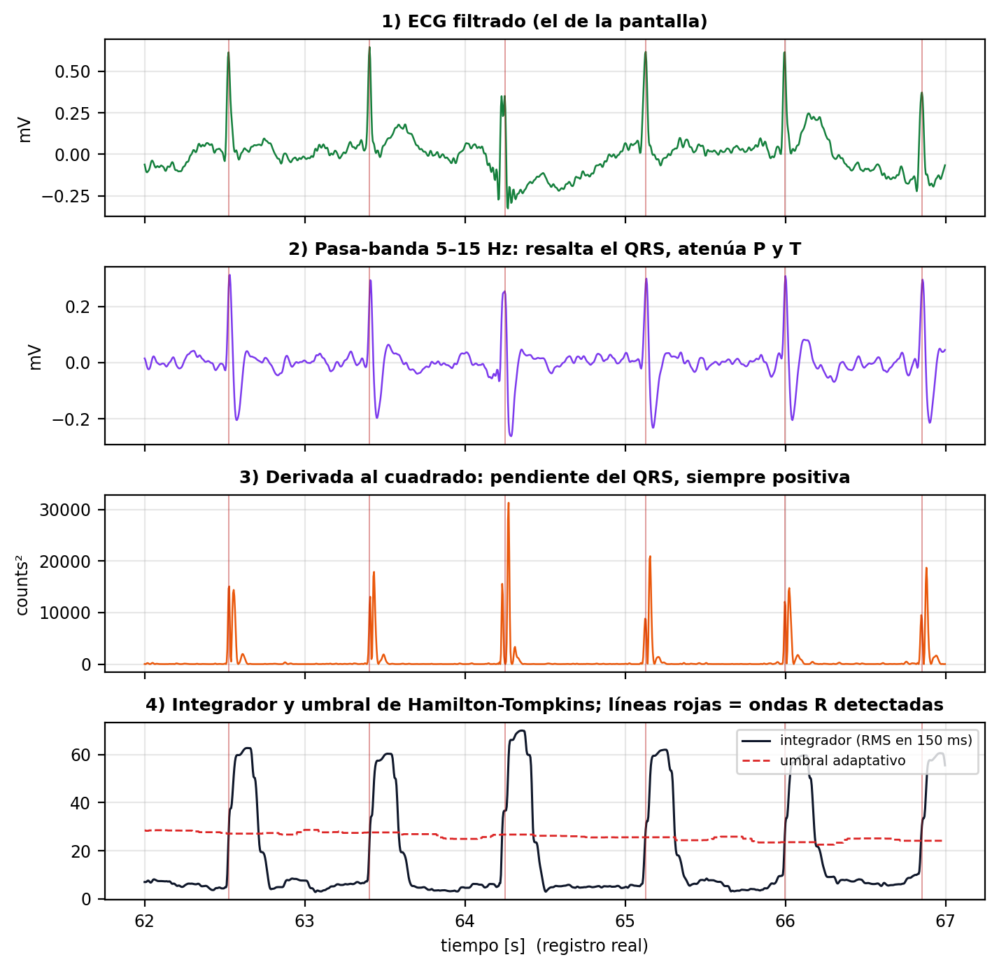 1) ECG filtrado (el de la pantalla)
0.50
0.25
0.00
−0.25
mV
2) Pasa-banda 5–15 Hz: resalta el QRS, atenúa P y T
0.2
0.0
−0.2
mV
3) Derivada al cuadrado: pendiente del QRS, siempre positiva
30000
20000
10000
0
counts²
4) Integrador y umbral de Hamilton-Tompkins; líneas rojas = ondas R detectadas
integrador (RMS en 150 ms)
umbral adaptativo
60
40
20
0
62 63 64 65 66 67
tiempo [s]  (registro real)